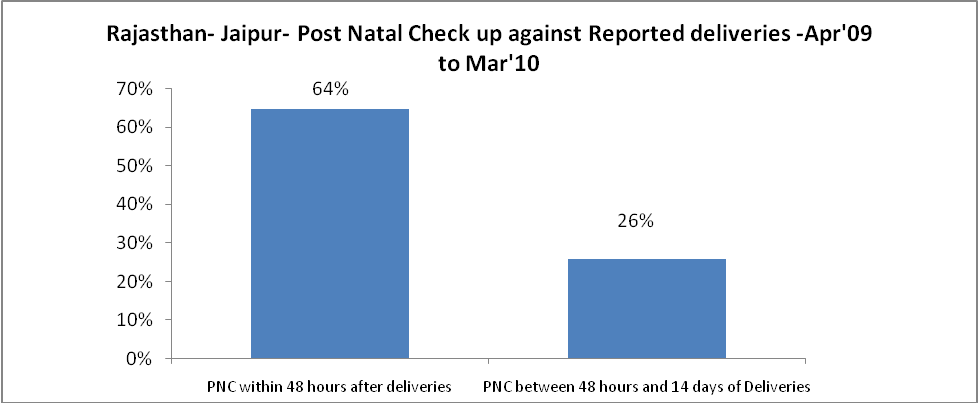 Rajasthan- Jaipur- Post Natal Check up against Reported deliveries -Apr'09
to Mar'10
70%
60%
50%
40%
30%
20%
10%
0%
64%
26%
PNC within 48 hours after deliveries
PNC between 48 hours and 14 days of Deliveries